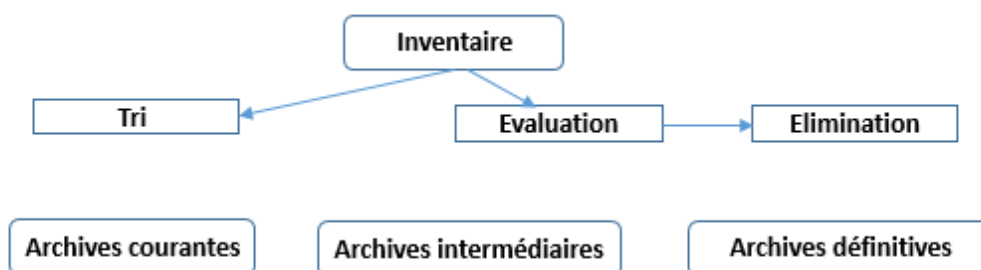 Inventaire
Tri
Evaluation
Elimination
Archives courantes
Archives intermédiaires
Archives définitives